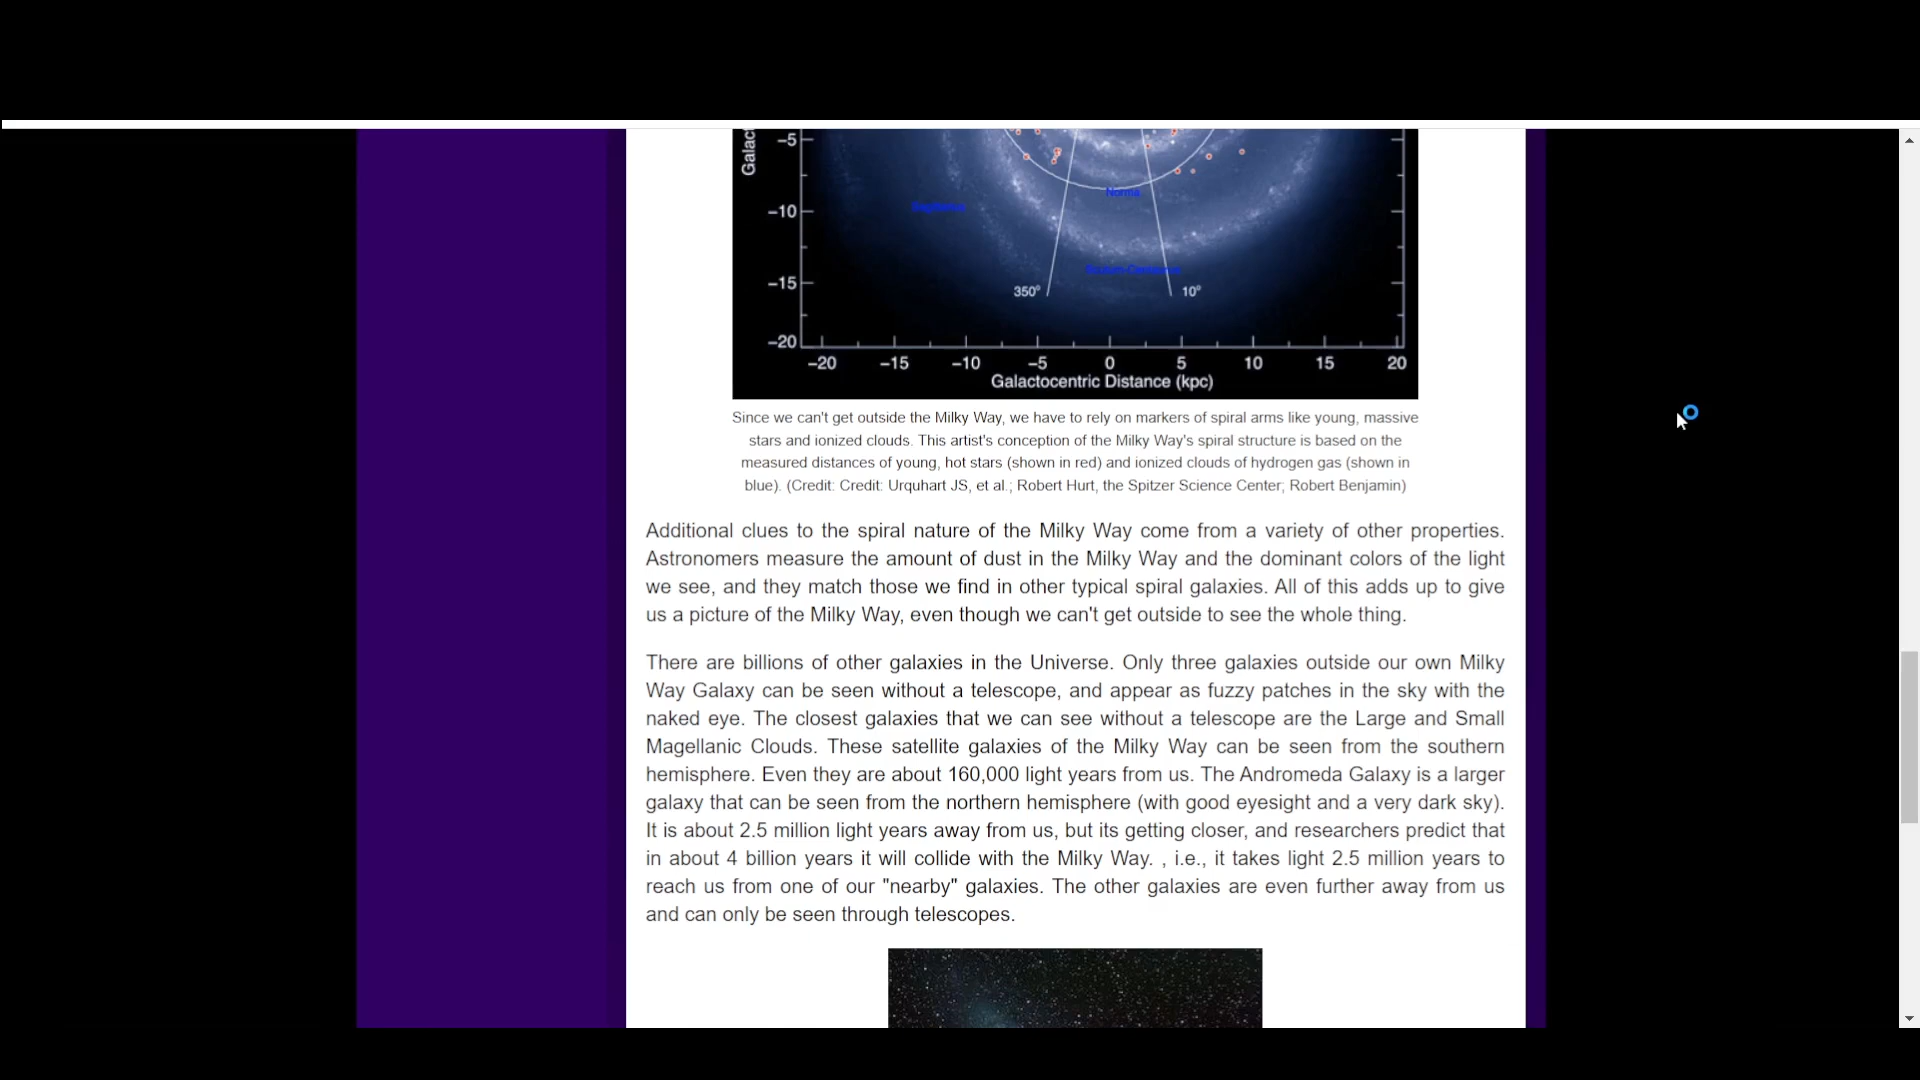 Galac
−5
Norma
−10
Sagittarius
−15
Scutum-Centaurus
350°
10°
−20
−20 −15 −10 −5 0 5 10 15 20
Galactocentric Distance (kpc)
Since we can't get outside the Milky Way, we have to rely on markers of spiral arms like young, massive
stars and ionized clouds. This artist's conception of the Milky Way's spiral structure is based on the
measured distances of young, hot stars (shown in red) and ionized clouds of hydrogen gas (shown in
blue). (Credit: Credit: Urquhart JS, et al.; Robert Hurt, the Spitzer Science Center; Robert Benjamin)
Additional clues to the spiral nature of the Milky Way come from a variety of other properties.
Astronomers measure the amount of dust in the Milky Way and the dominant colors of the light
we see, and they match those we find in other typical spiral galaxies. All of this adds up to give
us a picture of the Milky Way, even though we can't get outside to see the whole thing.
There are billions of other galaxies in the Universe. Only three galaxies outside our own Milky
Way Galaxy can be seen without a telescope, and appear as fuzzy patches in the sky with the
naked eye. The closest galaxies that we can see without a telescope are the Large and Small
Magellanic Clouds. These satellite galaxies of the Milky Way can be seen from the southern
hemisphere. Even they are about 160,000 light years from us. The Andromeda Galaxy is a larger
galaxy that can be seen from the northern hemisphere (with good eyesight and a very dark sky).
It is about 2.5 million light years away from us, but its getting closer, and researchers predict that
in about 4 billion years it will collide with the Milky Way. , i.e., it takes light 2.5 million years to
reach us from one of our "nearby" galaxies. The other galaxies are even further away from us
and can only be seen through telescopes.